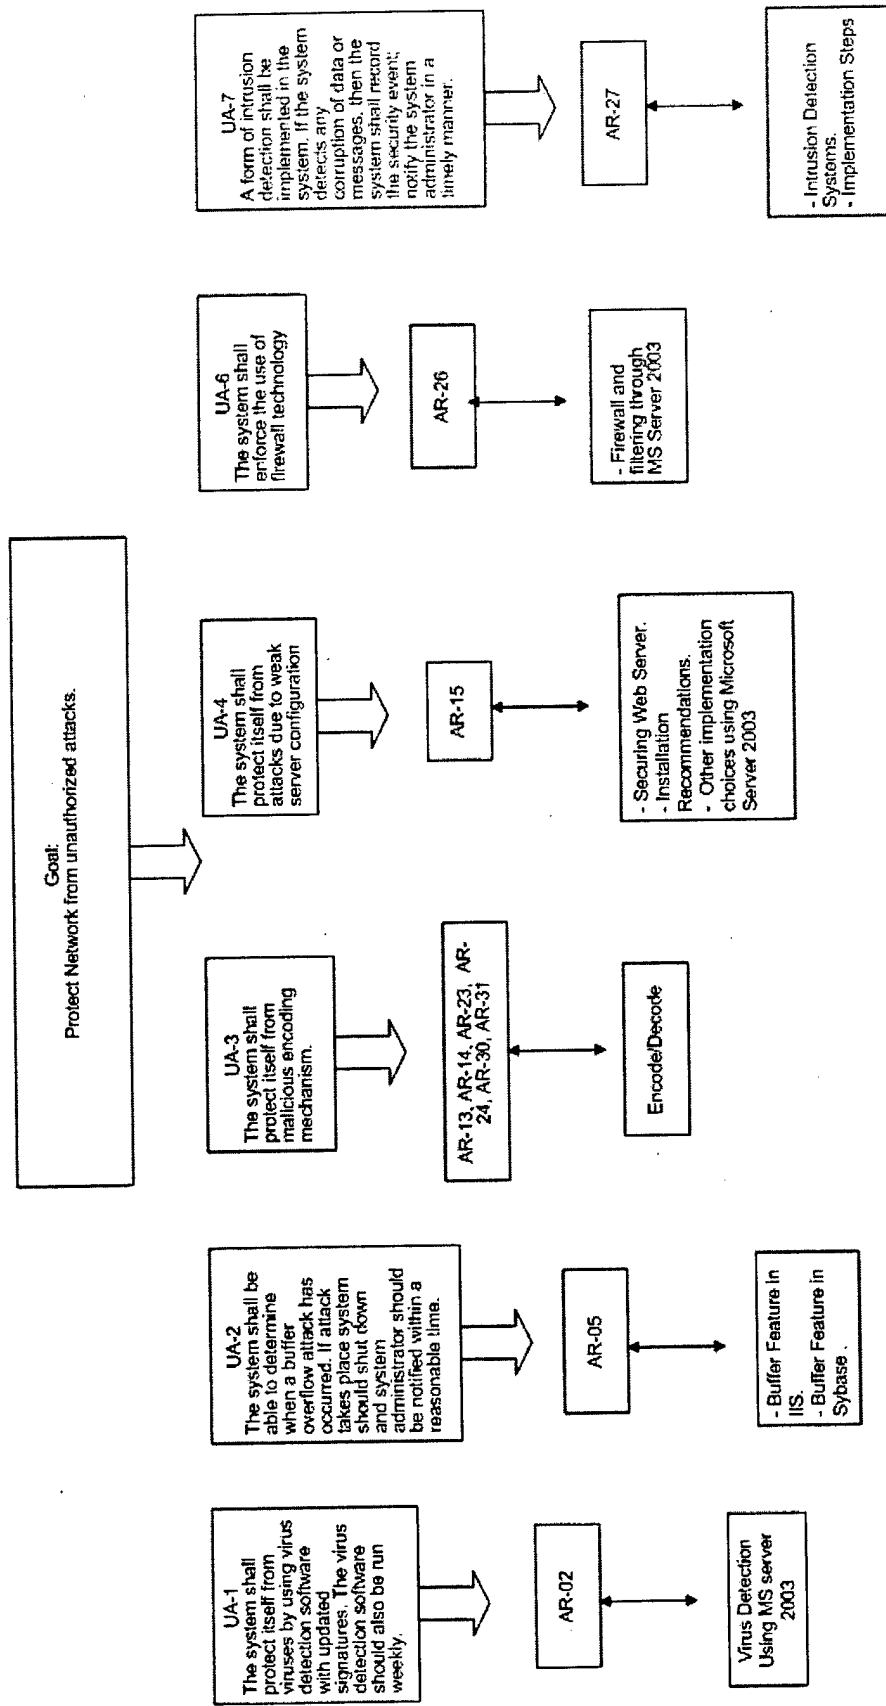 Goal:
Protect Network from unauthorized attacks.
UA-1
The system shall
protect itself from
viruses by using virus
detection software
with updated
signatures. The virus
detection software
should also be run
weekly.
AR-02
Virus Detection
Using MS server
2003
UA-2
The system shall be
able to determine
when a buffer
overflow attack has
occurred. If attack
takes place system
should shut down
and system
administrator should
be notified within a
reasonable time.
AR-05
- Buffer Feature in
IIS.
- Buffer Feature in
Sybase .
UA-3
The system shall
protect itself from
malicious encoding
mechanism.
AR-13, AR-14, AR-23, AR-
24, AR-30, AR-31
Encode/Decode
UA-4
The system shall
protect itself from
attacks due to weak
server configuration
AR-15
- Securing Web Server.
- Installation
Recommendations.
- Other implementation
choices using Microsoft
Server 2003
UA-6
The system shall
enforce the use of
firewall technology
AR-26
- Firewall and
filtering through
MS Server 2003
UA-7
A form of intrusion
detection shall be
implemented in the
system. If the system
detects any
corruption of data or
messages, then the
system shall record
the security event;
notify the system
administrator in a
timely manner.
AR-27
- Intrusion Detection
Systems.
- Implementation Steps